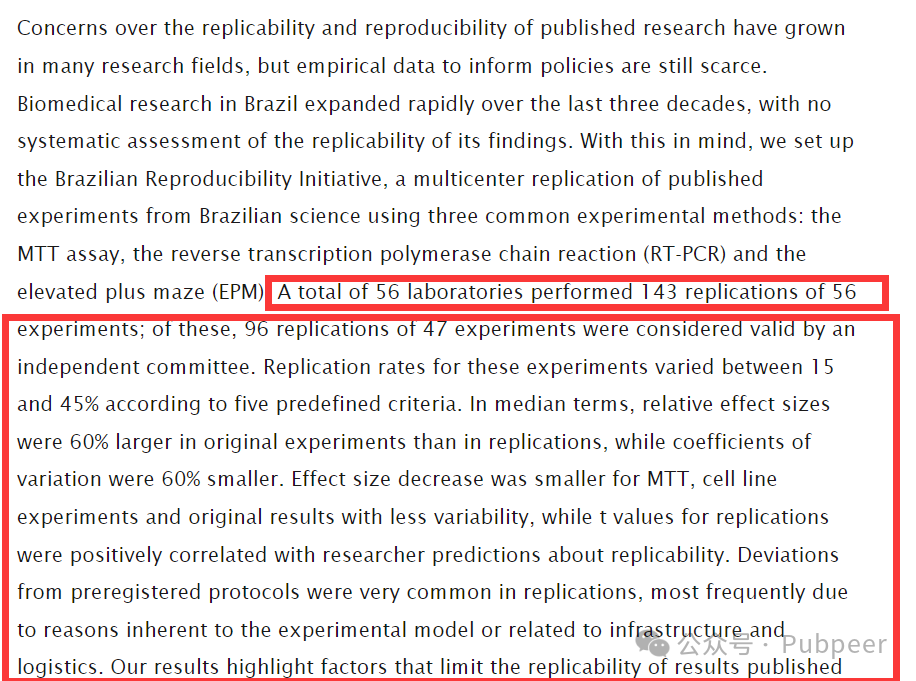 Concerns over the replicability and reproducibility of published research have grown
in many research fields, but empirical data to inform policies are still scarce.
Biomedical research in Brazil expanded rapidly over the last three decades, with no
systematic assessment of the replicability of its findings. With this in mind, we set up
the Brazilian Reproducibility Initiative, a multicenter replication of published
experiments from Brazilian science using three common experimental methods: the
MTT assay, the reverse transcription polymerase chain reaction (RT-PCR) and the
elevated plus maze (EPM) A total of 56 laboratories performed 143 replications of 56
experiments; of these, 96 replications of 47 experiments were considered valid by an
independent committee. Replication rates for these experiments varied between 15
and 45% according to five predefined criteria. In median terms, relative effect sizes
were 60% larger in original experiments than in replications, while coefficients of
variation were 60% smaller. Effect size decrease was smaller for MTT, cell line
experiments and original results with less variability, while t values for replications
were positively correlated with researcher predictions about replicability. Deviations
from preregistered protocols were very common in replications, most frequently due
to reasons inherent to the experimental model or related to infrastructure and
logistics. Our results highlight factors that limit the replicability of results published
公众号 · Pubpeer